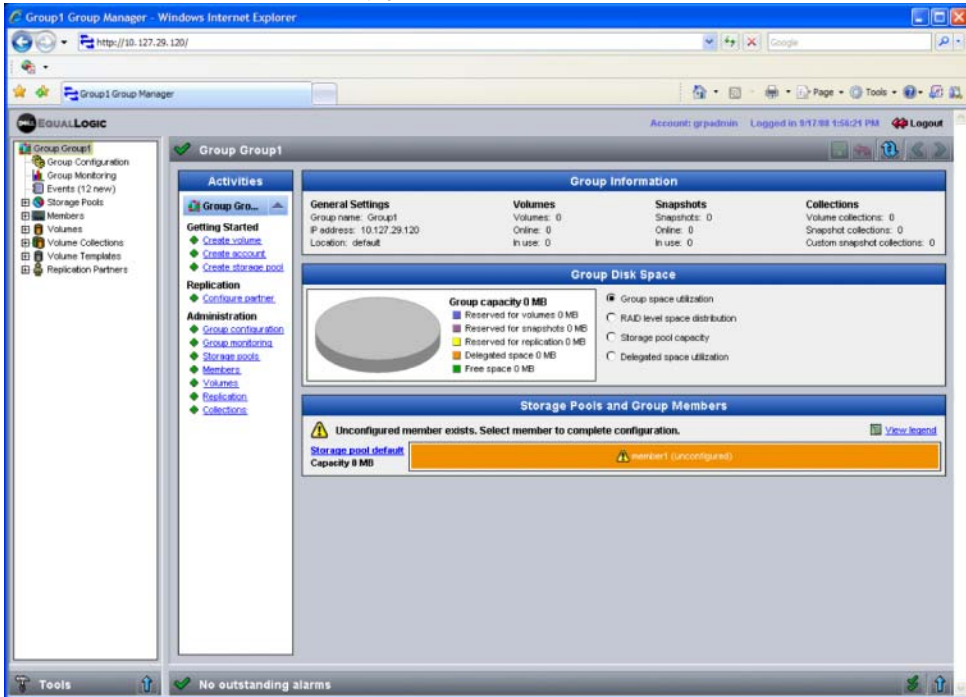 Group1 Group Manager - Windows Internet Explorer
http://10.127.29.120/
Google
Group1 Group Manager
Page
Tools
DELL EQUALLOGIC
Account: grpadmin
Logout
Group Group1
Group Configuration
Group Monitoring
Events (12 new)
Storage Pools
Members
Volumes
Volume Collections
Volume Templates
Replication Partners
Tools
Group Group1
Activities
Group Gro...
Getting Started
Create volume
Create account
Create storage pool
Replication
Configure partner
Administration
Group configuration
Group monitoring
Storage pools
Members
Volumes
Replication
Collections
Group Information
General Settings
Group name: Group1
IP address: 10.127.29.120
Location: default
Volumes
Volumes: 0
Online: 0
In use: 0
Snapshots
Snapshots: 0
Online: 0
In use: 0
Collections
Volume collections: 0
Snapshot collections: 0
Custom snapshot collections: 0
Group Disk Space
Group capacity 0 MB
Reserved for volumes 0 MB
Reserved for snapshots 0 MB
Reserved for replication 0 MB
Delegated space 0 MB
Free space 0 MB
Group space utilization
RAID level space distribution
Storage pool capacity
Delegated space utilization
Storage Pools and Group Members
Unconfigured member exists. Select member to complete configuration.
View legend
Storage pool default
Capacity 0 MB
member1 (unconfigured)
No outstanding alarms